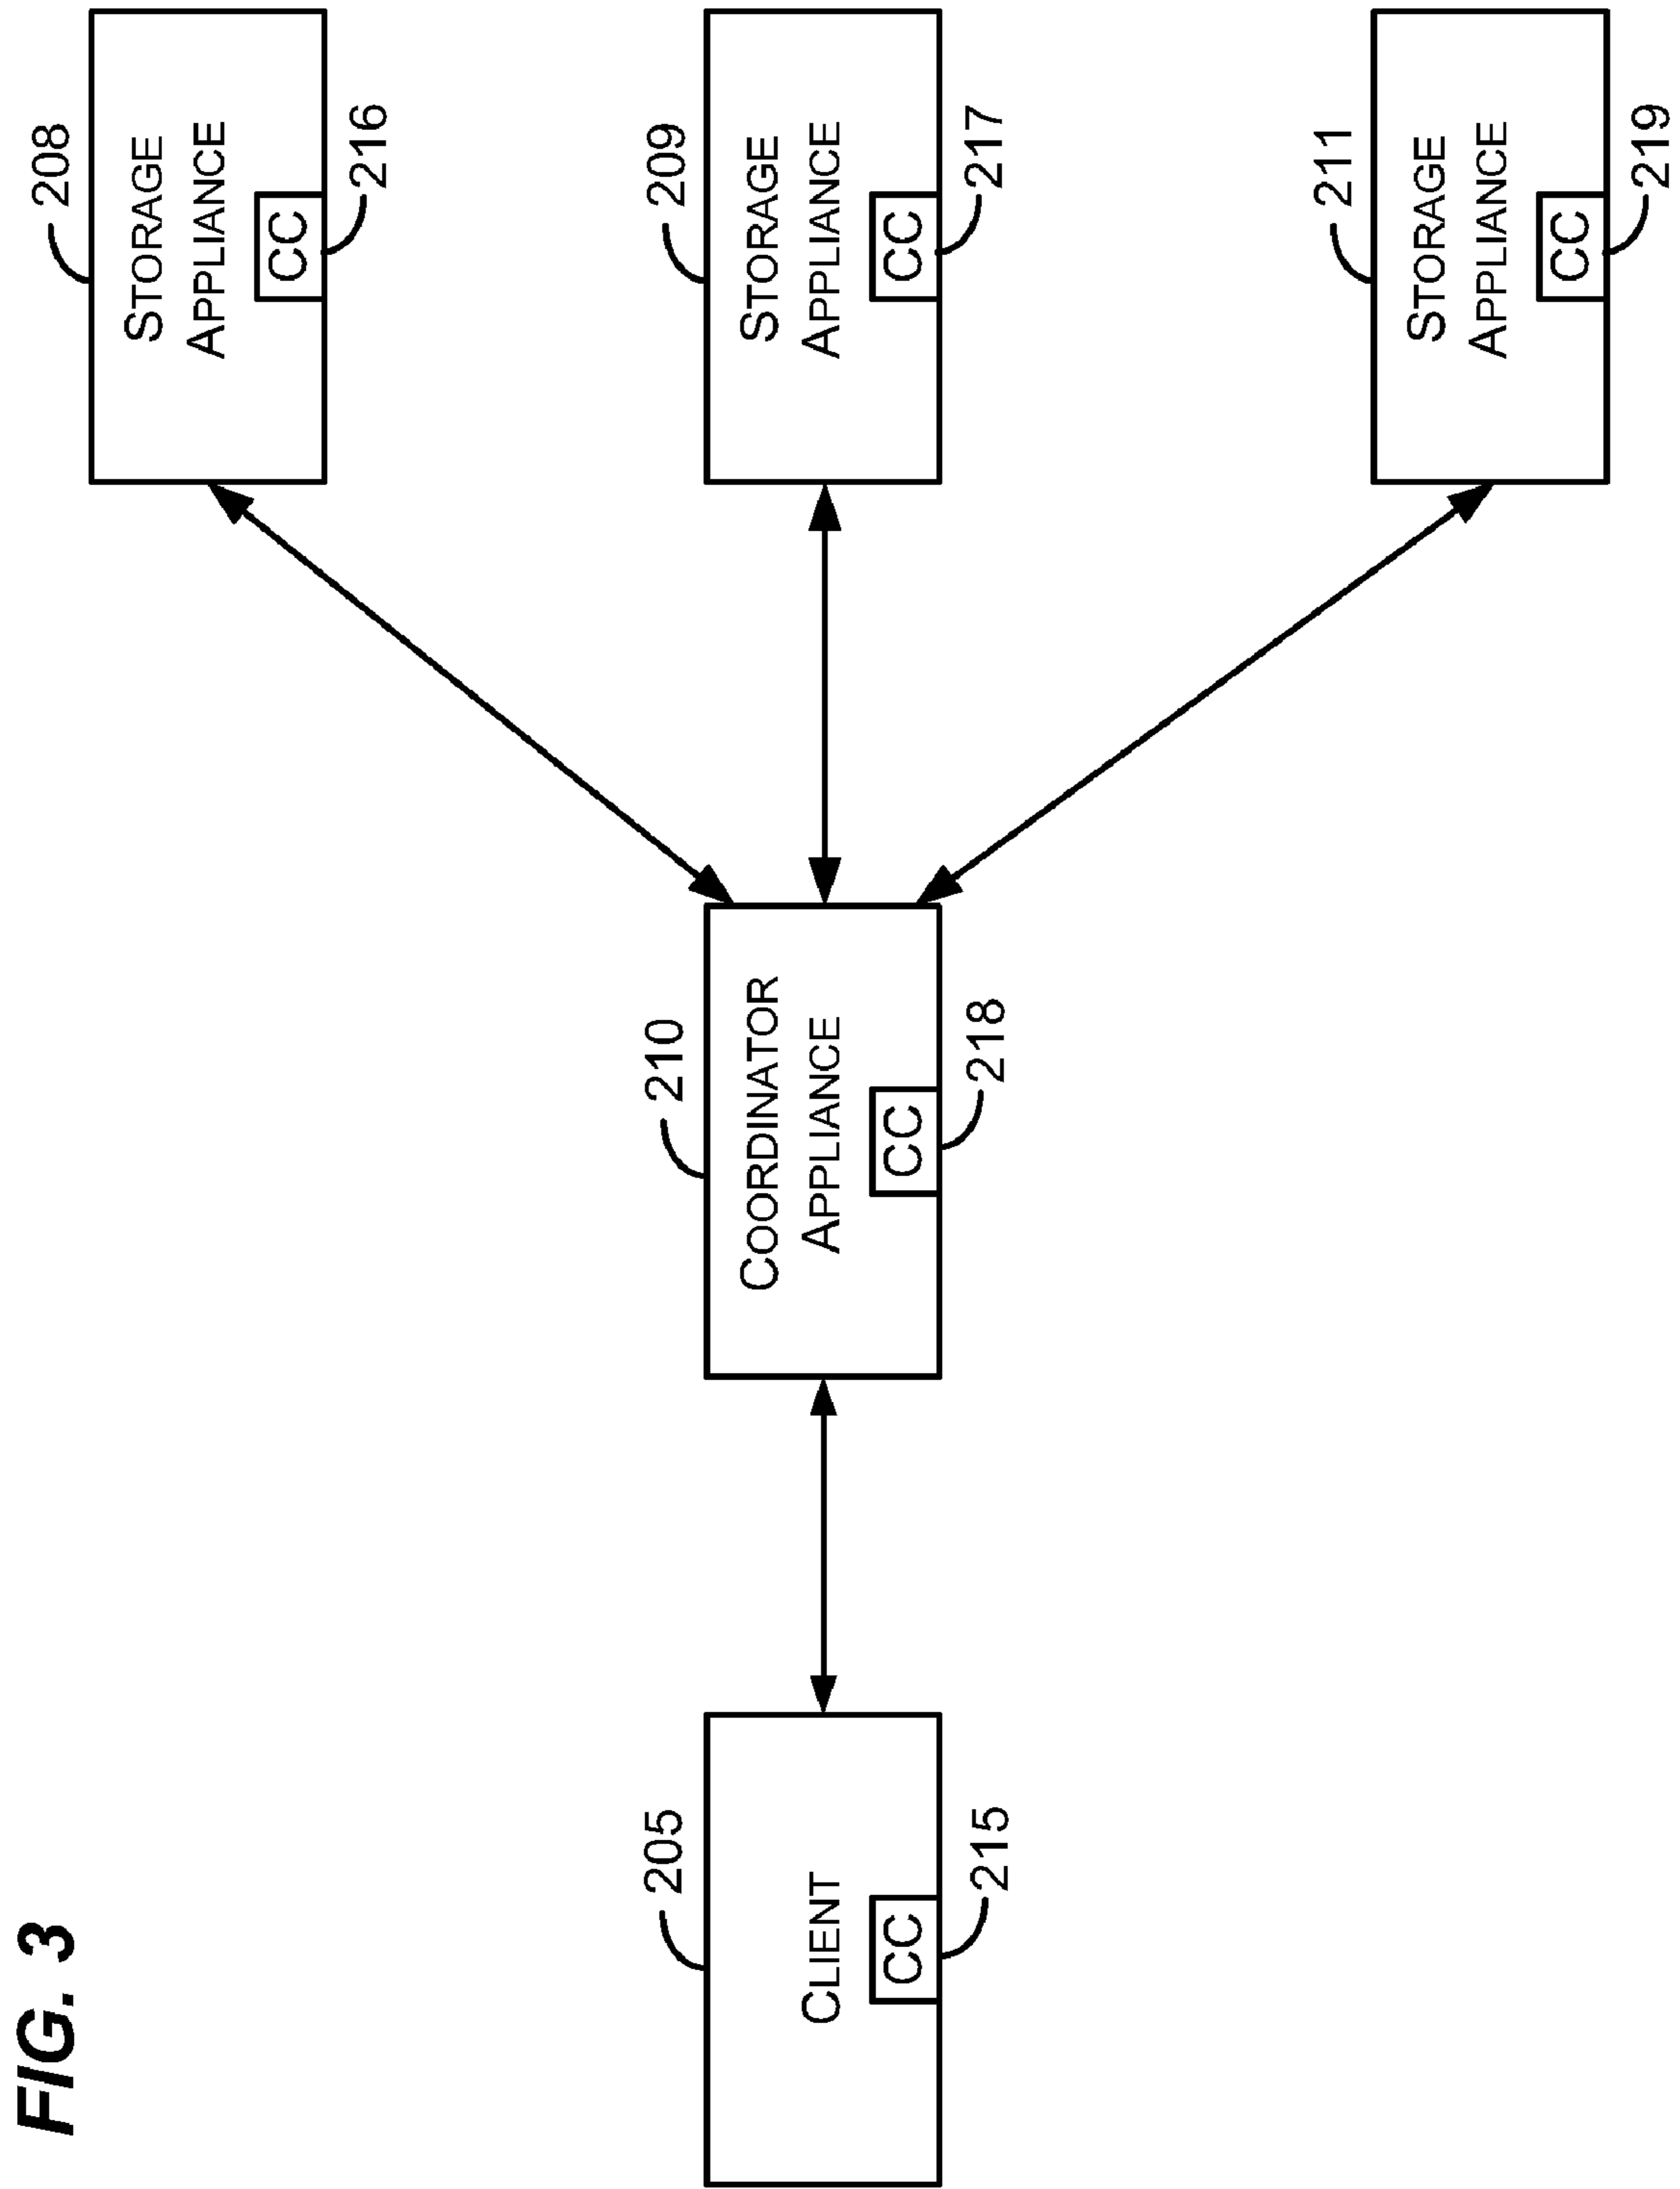 FIG. 3
208
STORAGE
APPLIANCE
CC
216
205
CLIENT
CC
215
210
COORDINATOR
APPLIANCE
CC
218
209
STORAGE
APPLIANCE
CC
217
211
STORAGE
APPLIANCE
CC
219